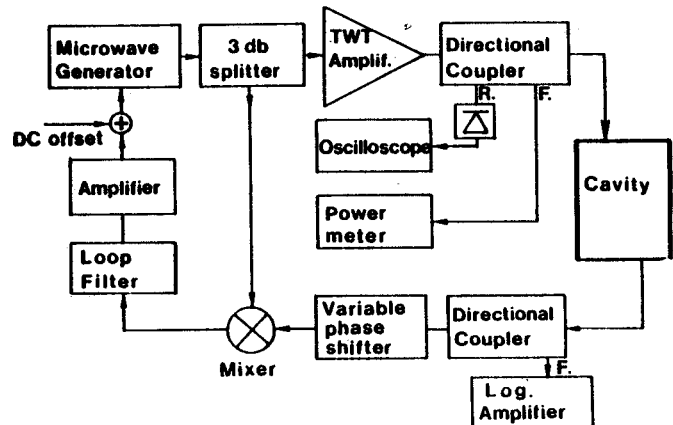 Microwave
Generator
3 db
splitter
TWT
Amplif.
Directional
Coupler
R.
F.
DC offset
+
Oscilloscope
Cavity
Amplifier
Power
meter
Loop
Filter
Variable
phase
shifter
Directional
Coupler
Mixer
F.
Log.
Amplifier